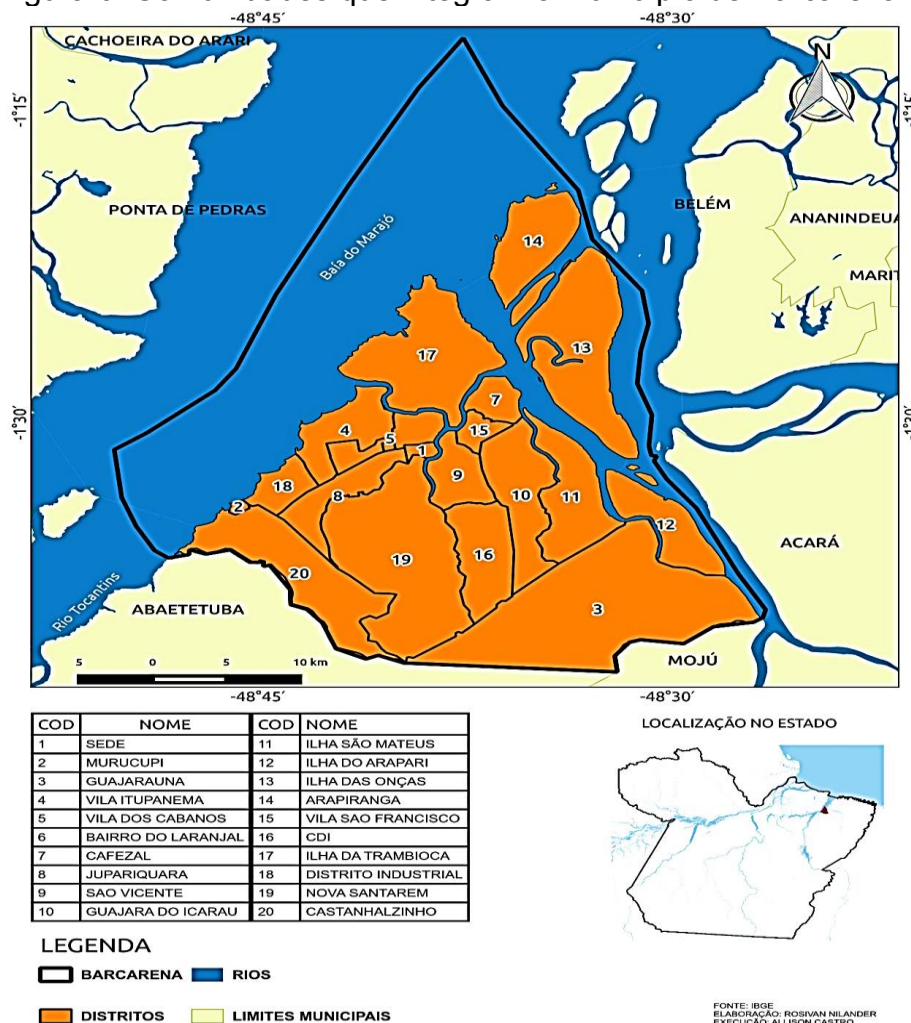 -48°45′ -48°30′
CACHOEIRA DO ARARI
N
-1°15′ -1°15′
PONTA DE PEDRAS
BELÉM
ANANINDEUA
Baía do Marajó
14
MARIT
13
17
7
-1°30′
4
5
15
1
18
9
8
10
11
2
12
19
16
ACARÁ
20
Rio Tocantins
ABAETETUBA
3
MOJÚ
5 0 5 10 km
-48°45′ -48°30′
COD NOME COD NOME
1 SEDE 11 ILHA SÃO MATEUS
2 MURUCUPI 12 ILHA DO ARAPARI
3 GUAJARAUNA 13 ILHA DAS ONÇAS
4 VILA ITUPANEMA 14 ARAPIRANGA
5 VILA DOS CABANOS 15 VILA SAO FRANCISCO
6 BAIRRO DO LARANJAL 16 CDI
7 CAFEZAL 17 ILHA DA TRAMBIOCA
8 JUPARIQUARA 18 DISTRITO INDUSTRIAL
9 SAO VICENTE 19 NOVA SANTAREM
10 GUAJARA DO ICARAU 20 CASTANHALZINHO
LOCALIZAÇÃO NO ESTADO
LEGENDA
BARCARENA RIOS
DISTRITOS LIMITES MUNICIPAIS
FONTE: IBGE
ELABORAÇÃO: ROSIVAN NILANDER
EXECUÇÃO: ALLISON CASTRO